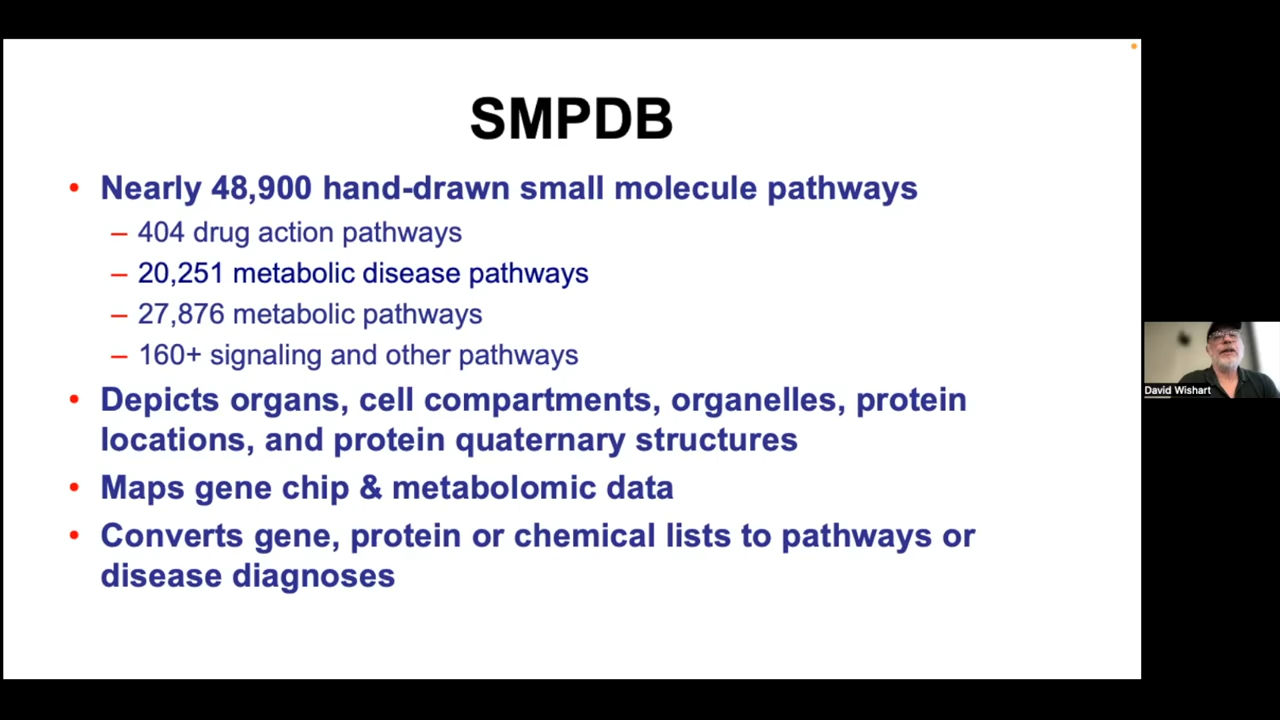 SMPDB
• Nearly 48,900 hand-drawn small molecule pathways
– 404 drug action pathways
– 20,251 metabolic disease pathways
– 27,876 metabolic pathways
– 160+ signaling and other pathways
• Depicts organs, cell compartments, organelles, protein
locations, and protein quaternary structures
• Maps gene chip & metabolomic data
• Converts gene, protein or chemical lists to pathways or
disease diagnoses
David Wishart